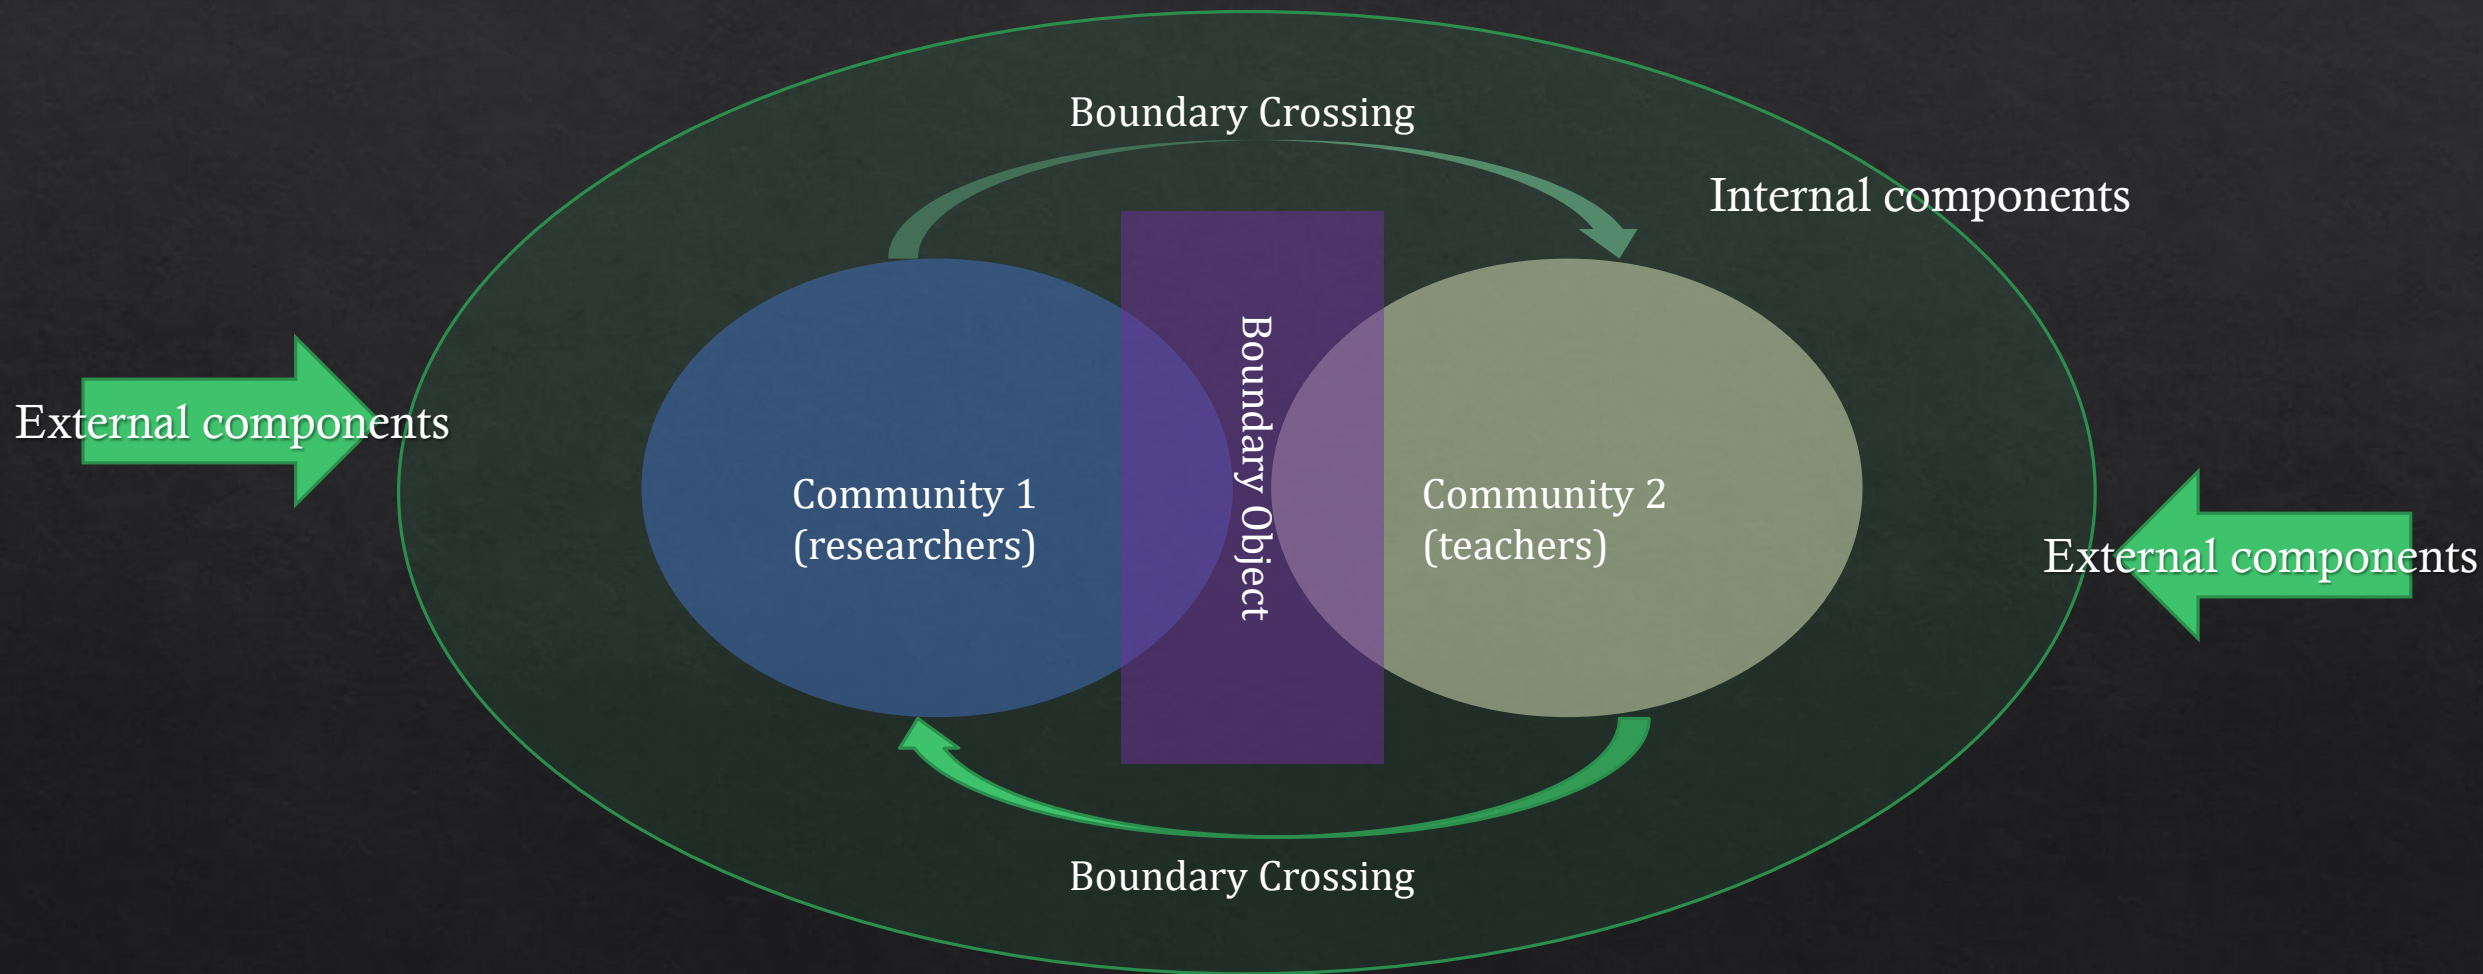 Boundary Crossing
Internal components
External components
Boundary Object
Community 1
(researchers)
Community 2
(teachers)
External components
Boundary Crossing